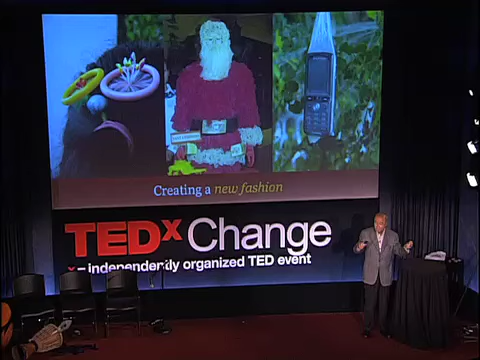 Creating a new fashion
TEDx Change
x = independently organized TED event